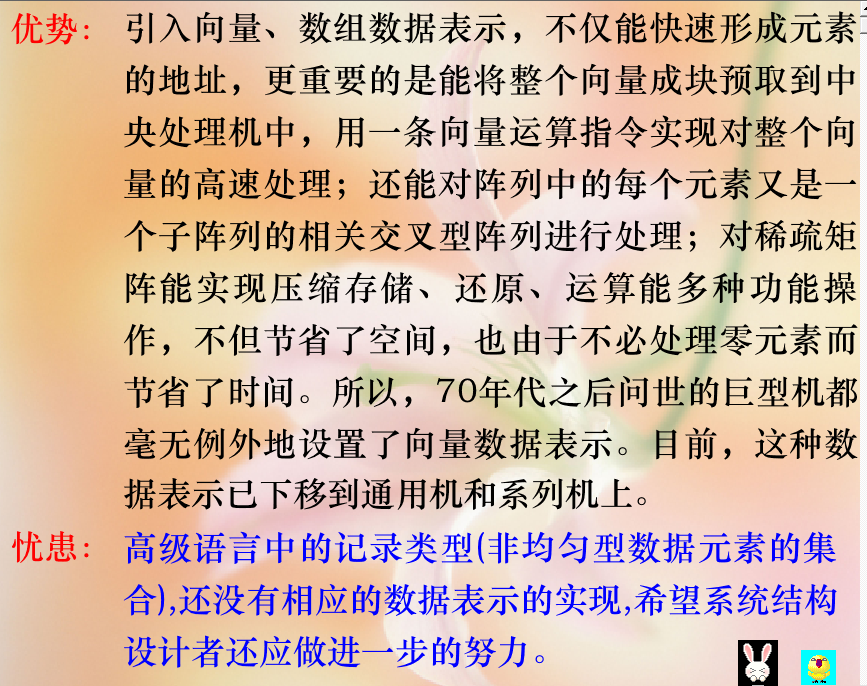 优势： 引入向量、数组数据表示，不仅能快速形成元素
的地址，更重要的是能将整个向量成块预取到中
央处理机中，用一条向量运算指令实现对整个向
量的高速处理；还能对阵列中的每个元素又是一
个子阵列的相关交叉型阵列进行处理；对稀疏矩
阵能实现压缩存储、还原、运算能多种功能操
作，不但节省了空间，也由于不必处理零元素而
节省了时间。所以，70年代之后问世的巨型机都
毫无例外地设置了向量数据表示。目前，这种数
据表示已下移到通用机和系列机上。
忧患： 高级语言中的记录类型(非均匀型数据元素的集
合),还没有相应的数据表示的实现,希望系统结构
设计者还应做进一步的努力。